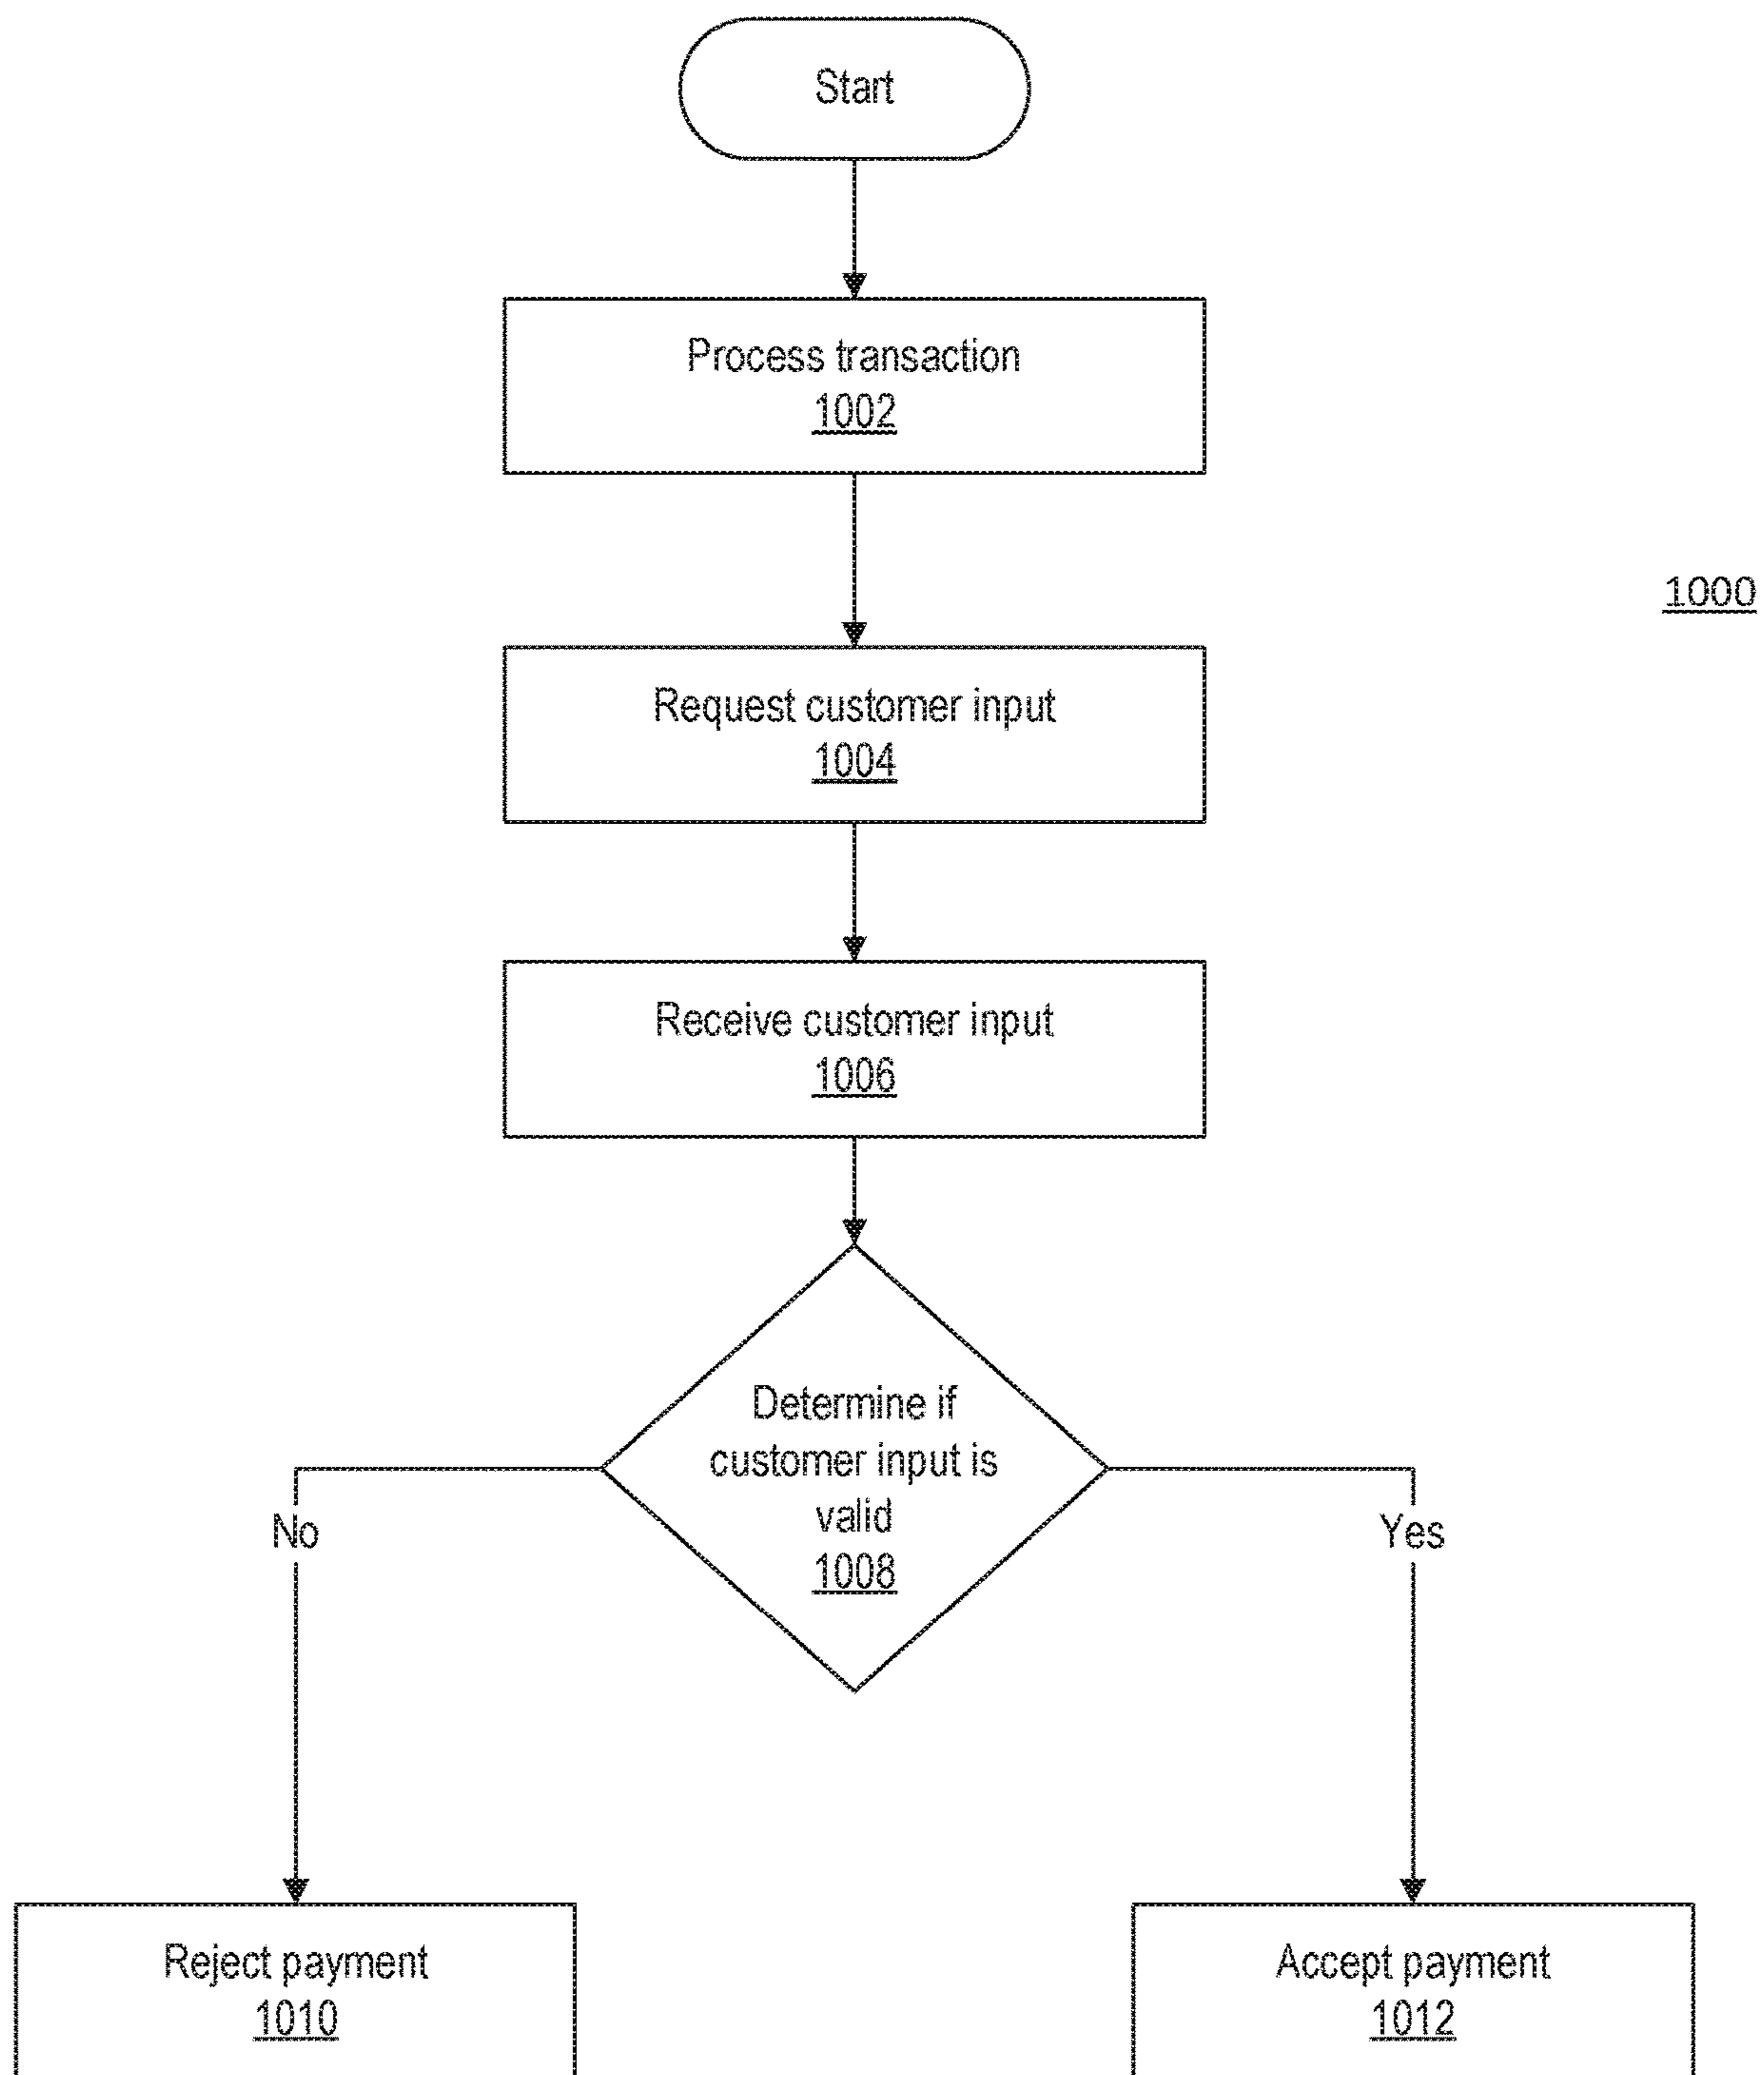 Start
Process transaction
1002
1000
Request customer input
1004
Receive customer input
1006
Determine if
customer input is
valid
1008
No
Yes
Reject payment
1010
Accept payment
1012